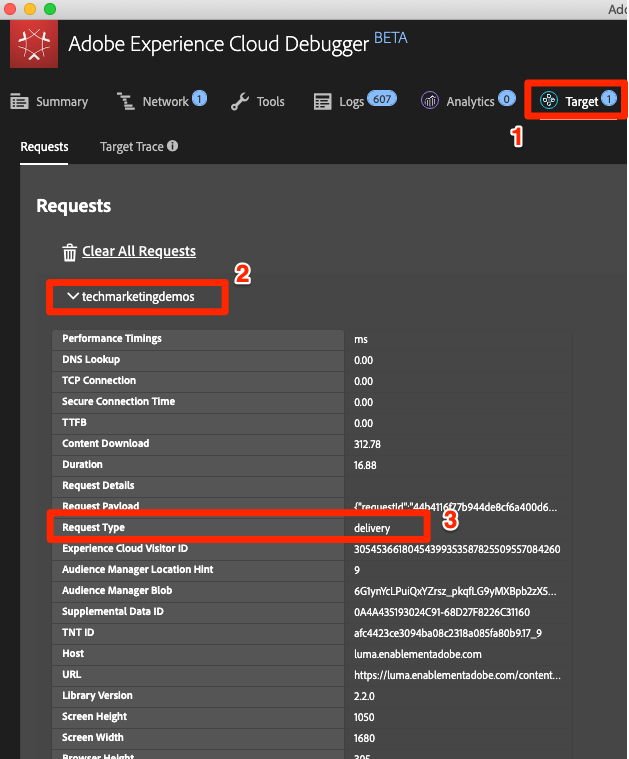 Ado
Adobe Experience Cloud Debugger BETA
Summary Network 1 Tools Logs 607 Analytics 0 Target 1
1
Requests Target Trace
Requests
Clear All Requests
2
techmarketingdemos
Performance Timings ms
DNS Lookup 0.00
TCP Connection 0.00
Secure Connection Time 0.00
TTFB 0.00
Content Download 312.78
Duration 16.88
Request Details
Request Payload {"requestId":"44b4116f77b944de8cf6a400d6...
3
Request Type delivery
Experience Cloud Visitor ID 30545366180454399353587825509557084260
Audience Manager Location Hint 9
Audience Manager Blob 6G1ynYcLPuiQxYZrsz_pkqfLG9yMXBpb2zX5...
Supplemental Data ID 0A4A435193024C91-68D27F8226C31160
TNT ID afc4423ce3094ba08c2318a085fa80b9.17_9
Host luma.enablementadobe.com
URL https://luma.enablementadobe.com/content...
Library Version 2.2.0
Screen Height 1050
Screen Width 1680
Browser Height 305